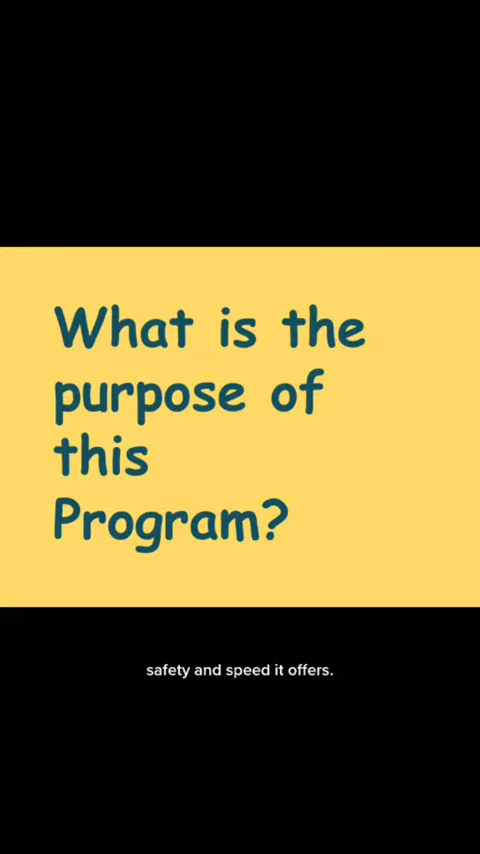 What is the
purpose of
this
Program?
safety and speed it offers.